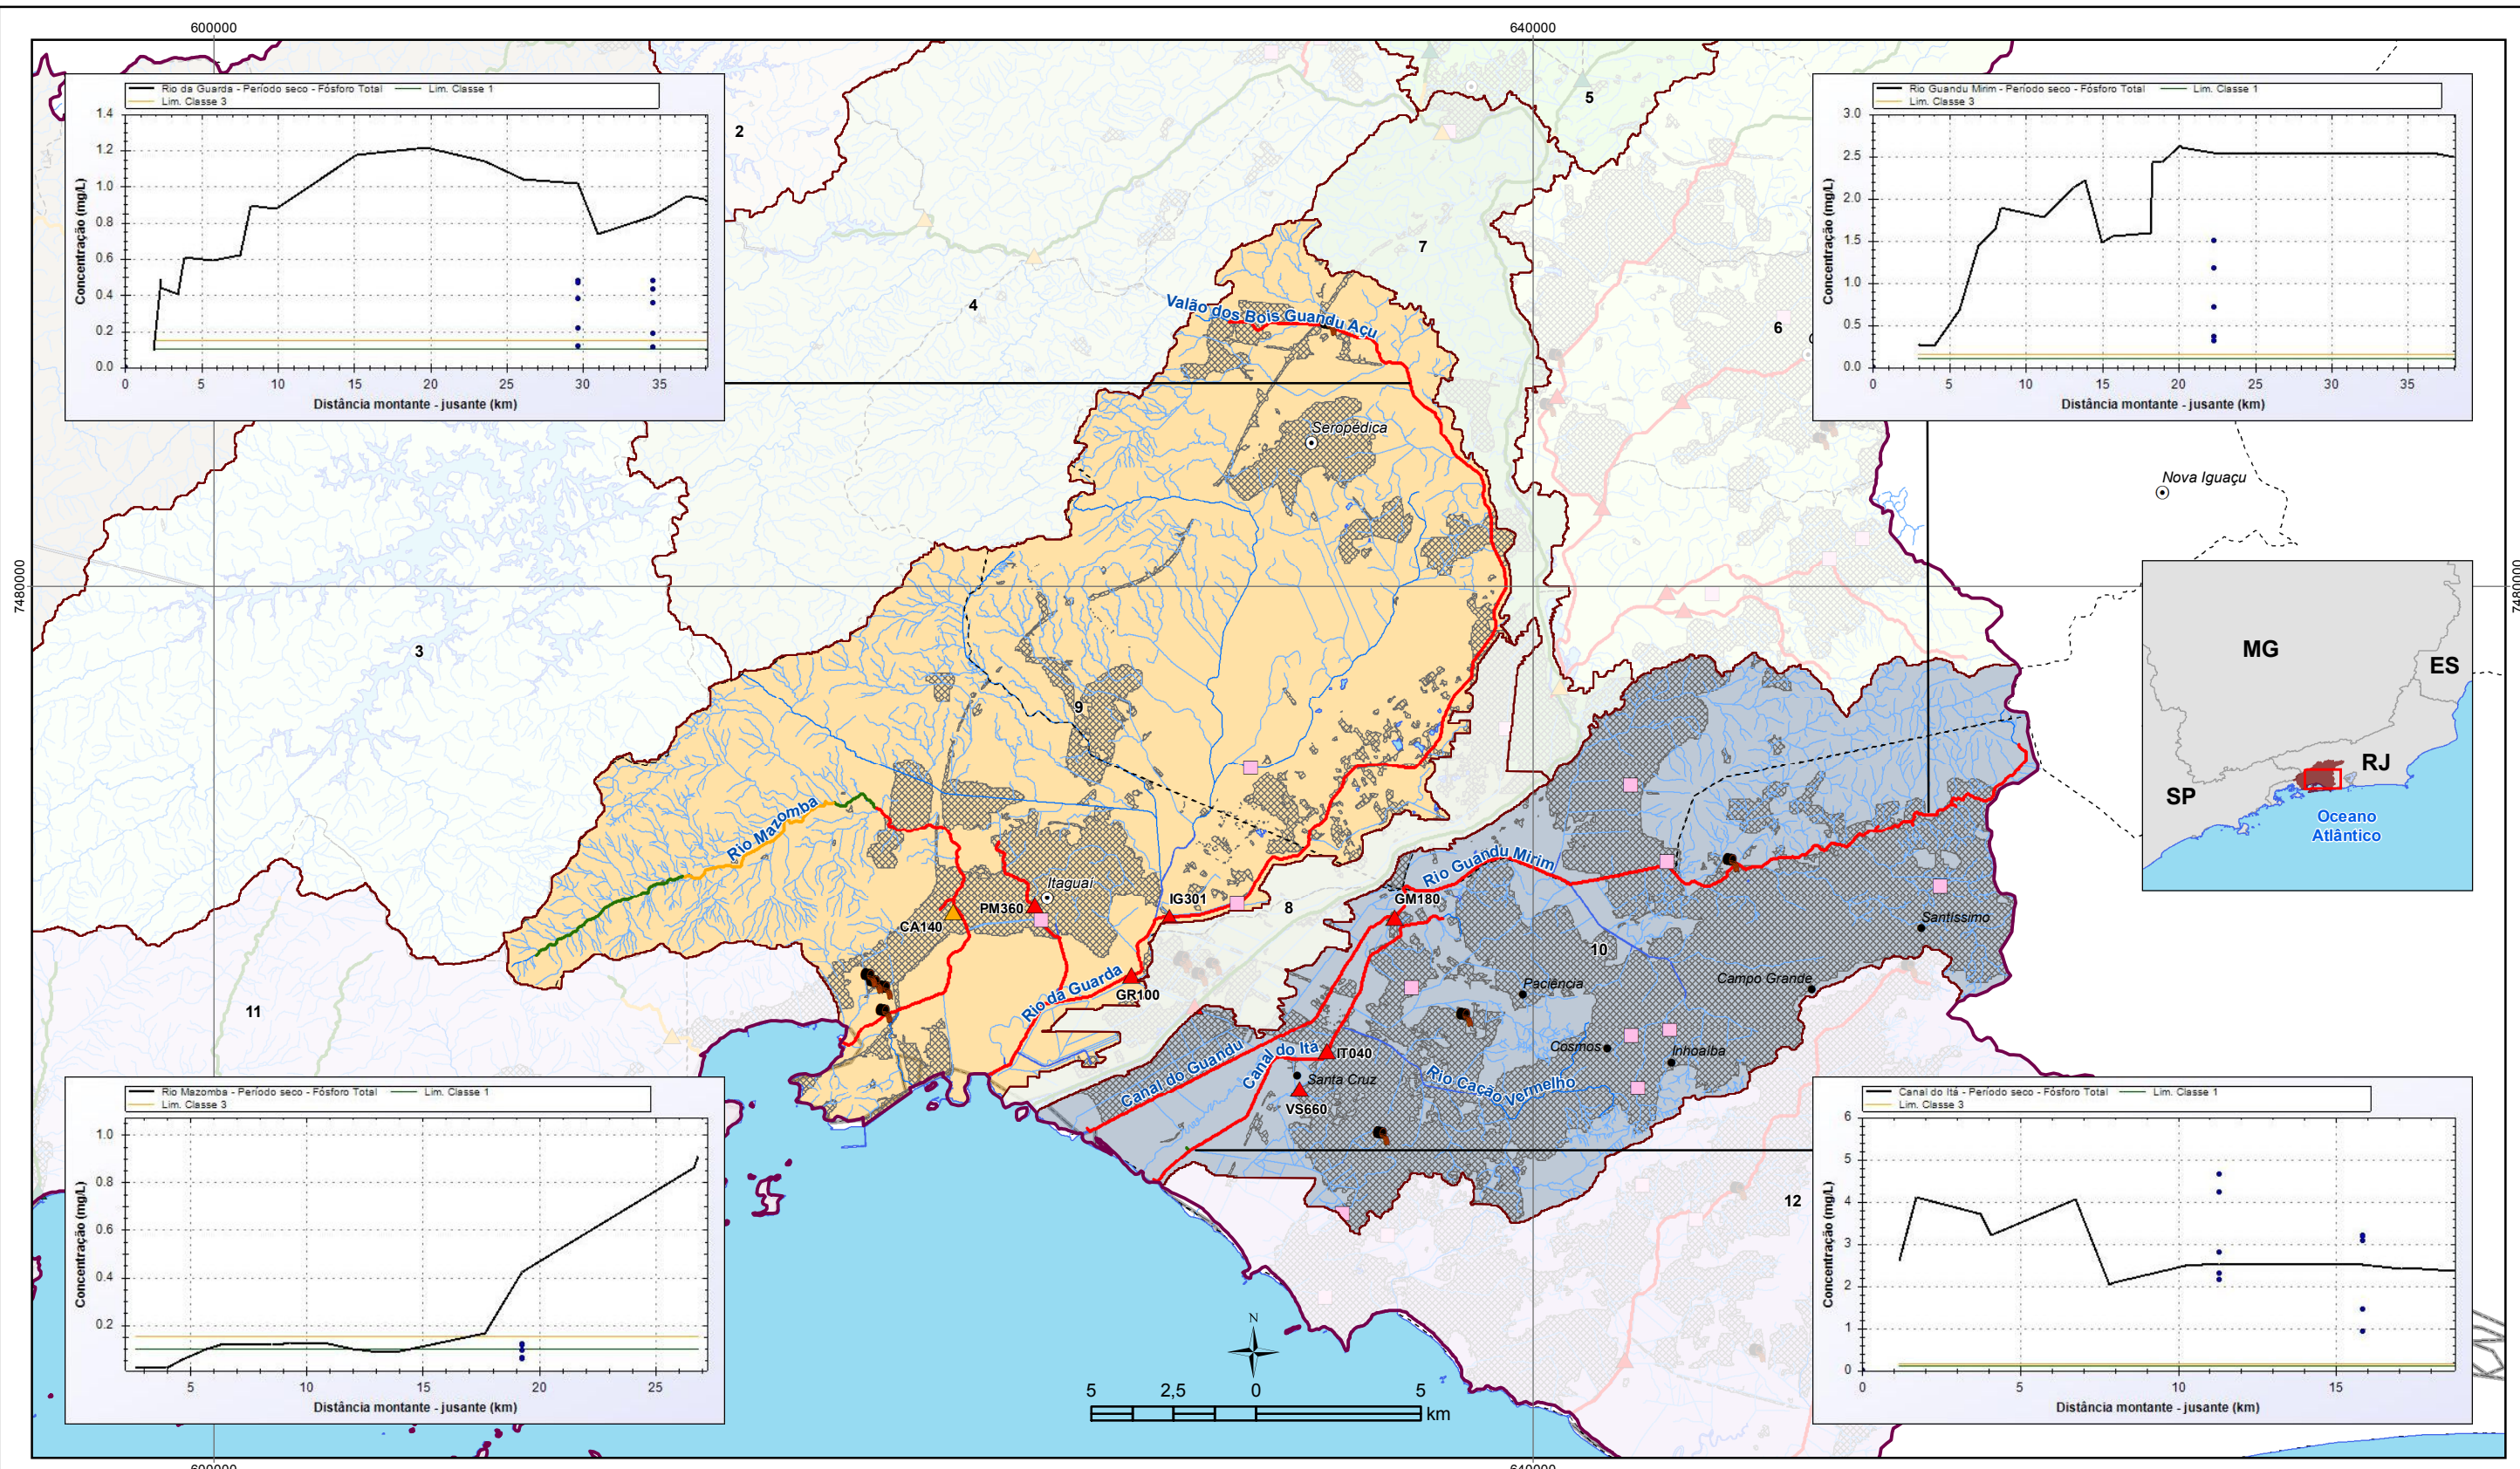 600000
640000
7480000
7480000
Rio da Guarda - Período seco - Fósforo Total
Lim. Classe 1
Lim. Classe 3
Concentração (mg/L)
1.4
1.2
1.0
0.8
0.6
0.4
0.2
0.0
0 5 10 15 20 25 30 35
Distância montante - jusante (km)
Rio Guandu Mirim - Período seco - Fósforo Total
Lim. Classe 1
Lim. Classe 3
Concentração (mg/L)
3.0
2.5
2.0
1.5
1.0
0.5
0.0
0 5 10 15 20 25 30 35
Distância montante - jusante (km)
2
5
7
4
6
3
9
8
10
11
12
Valão dos Bois Guandu Açu
Seropédica
Nova Iguaçu
MG
ES
RJ
SP
Oceano
Atlântico
Rio Mazomba
Itaguaí
PM360
CA140
IG301
GR100
Rio da Guarda
Rio Guandu Mirim
GM180
Santíssimo
Campo Grande
Paciência
Cosmos
Inhoaíba
Canal do Guandu
Canal do Itá
IT040
Santa Cruz
VS660
Rio Cação Vermelho
Rio Mazomba - Período seco - Fósforo Total
Lim. Classe 1
Lim. Classe 3
Concentração (mg/L)
1.0
0.8
0.6
0.4
0.2
5 10 15 20 25
Distância montante - jusante (km)
Canal do Itá - Período seco - Fósforo Total
Lim. Classe 1
Lim. Classe 3
Concentração (mg/L)
6
5
4
3
2
1
0
0 5 10 15
Distância montante - jusante (km)
N
5 2,5 0 5
km
600000
640000